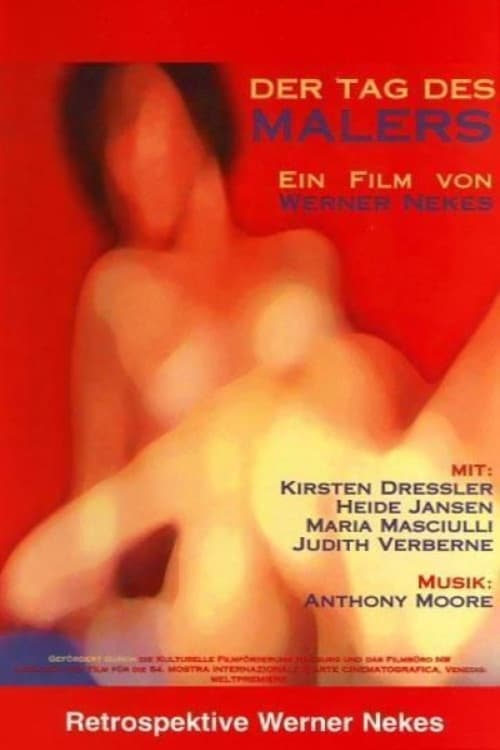 DER TAG DES
MALERS
EIN FILM VON
WERNER NEKES
MIT:
KIRSTEN DRESSLER
HEIDE JANSEN
MARIA MASCIULLI
JUDITH VERBERNE
MUSIK:
ANTHONY MOORE
GEFÖRDERT DURCH DIE KULTURELLE FILMFÖRDERUNG HAMBURG UND DAS FILMBÜRO NW
FILM FÜR DIE 54. MOSTRA INTERNAZIONALE D'ARTE CINEMATOGRAFICA, VENEDIG-
WELTPREMIERE
Retrospektive Werner Nekes